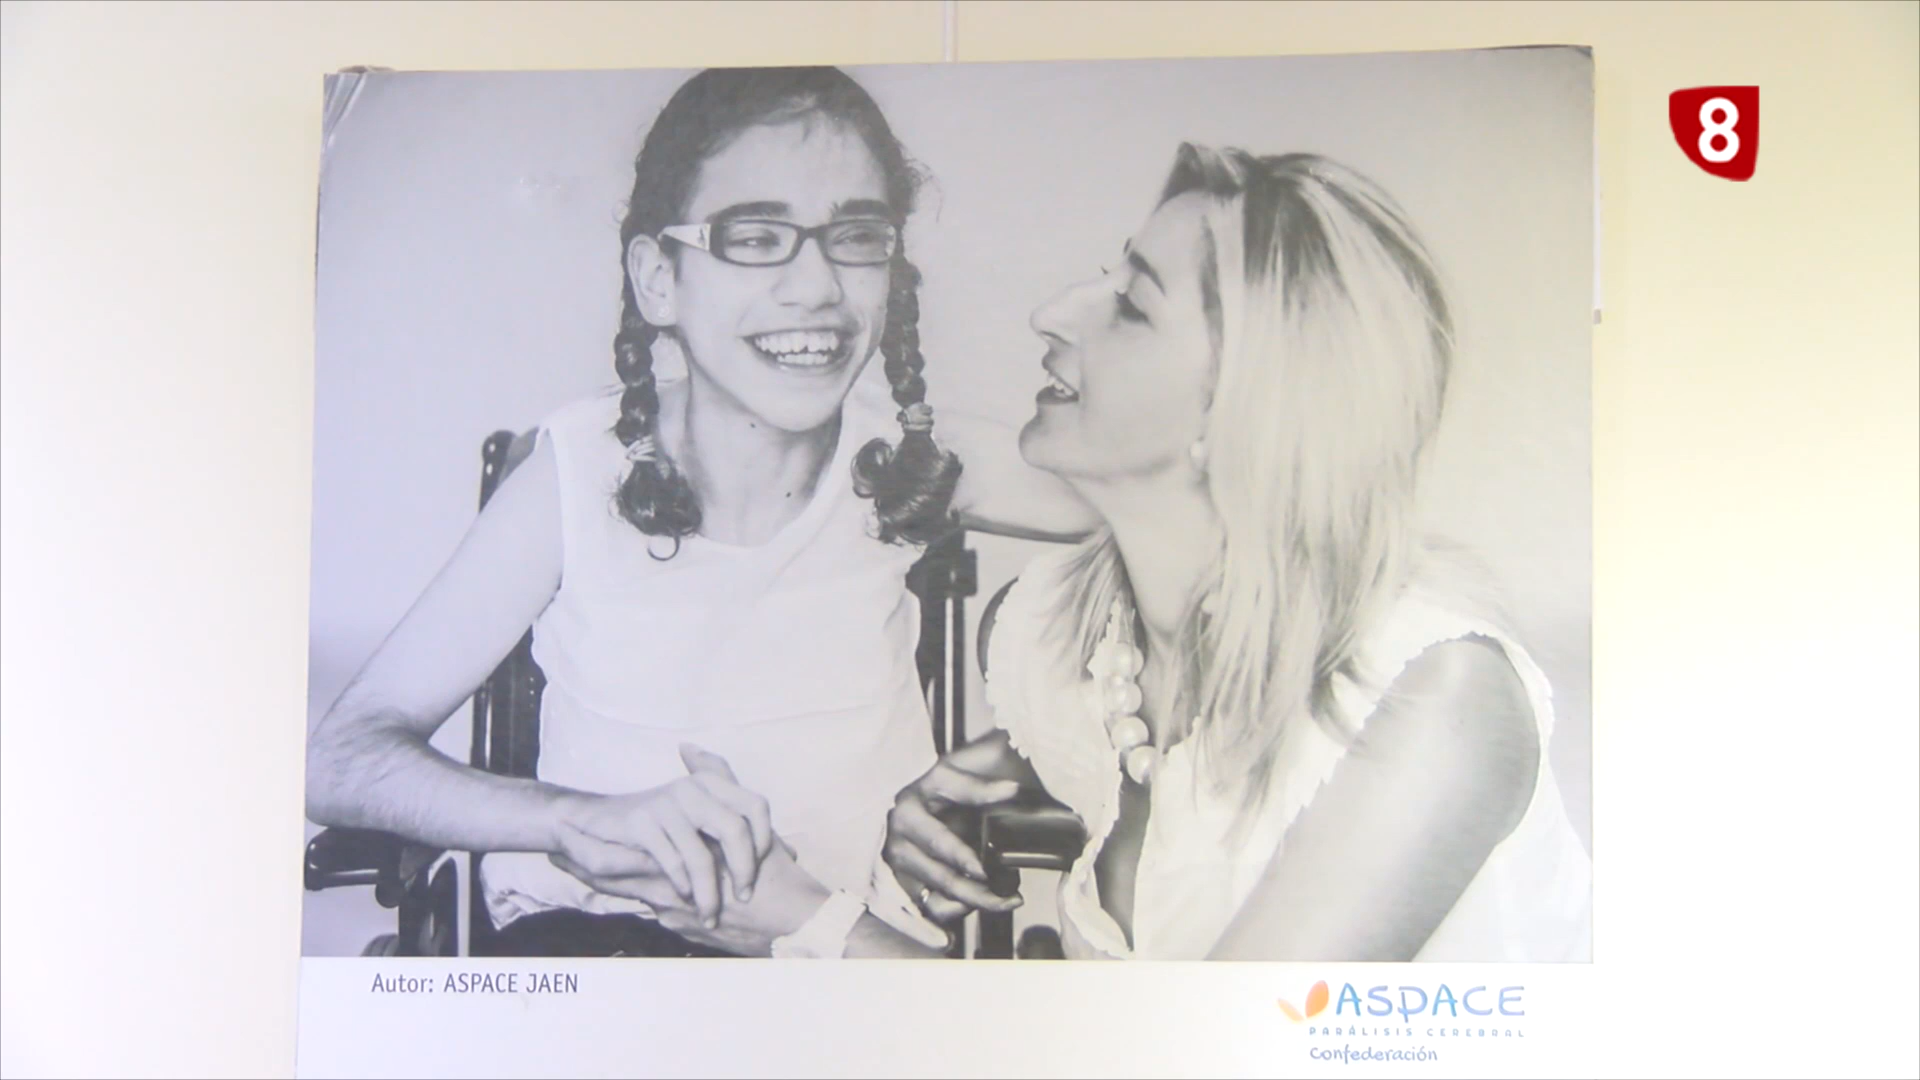 8
Autor: ASPACE JAEN
ASPACE
PARÁLISIS CEREBRAL
Confederación